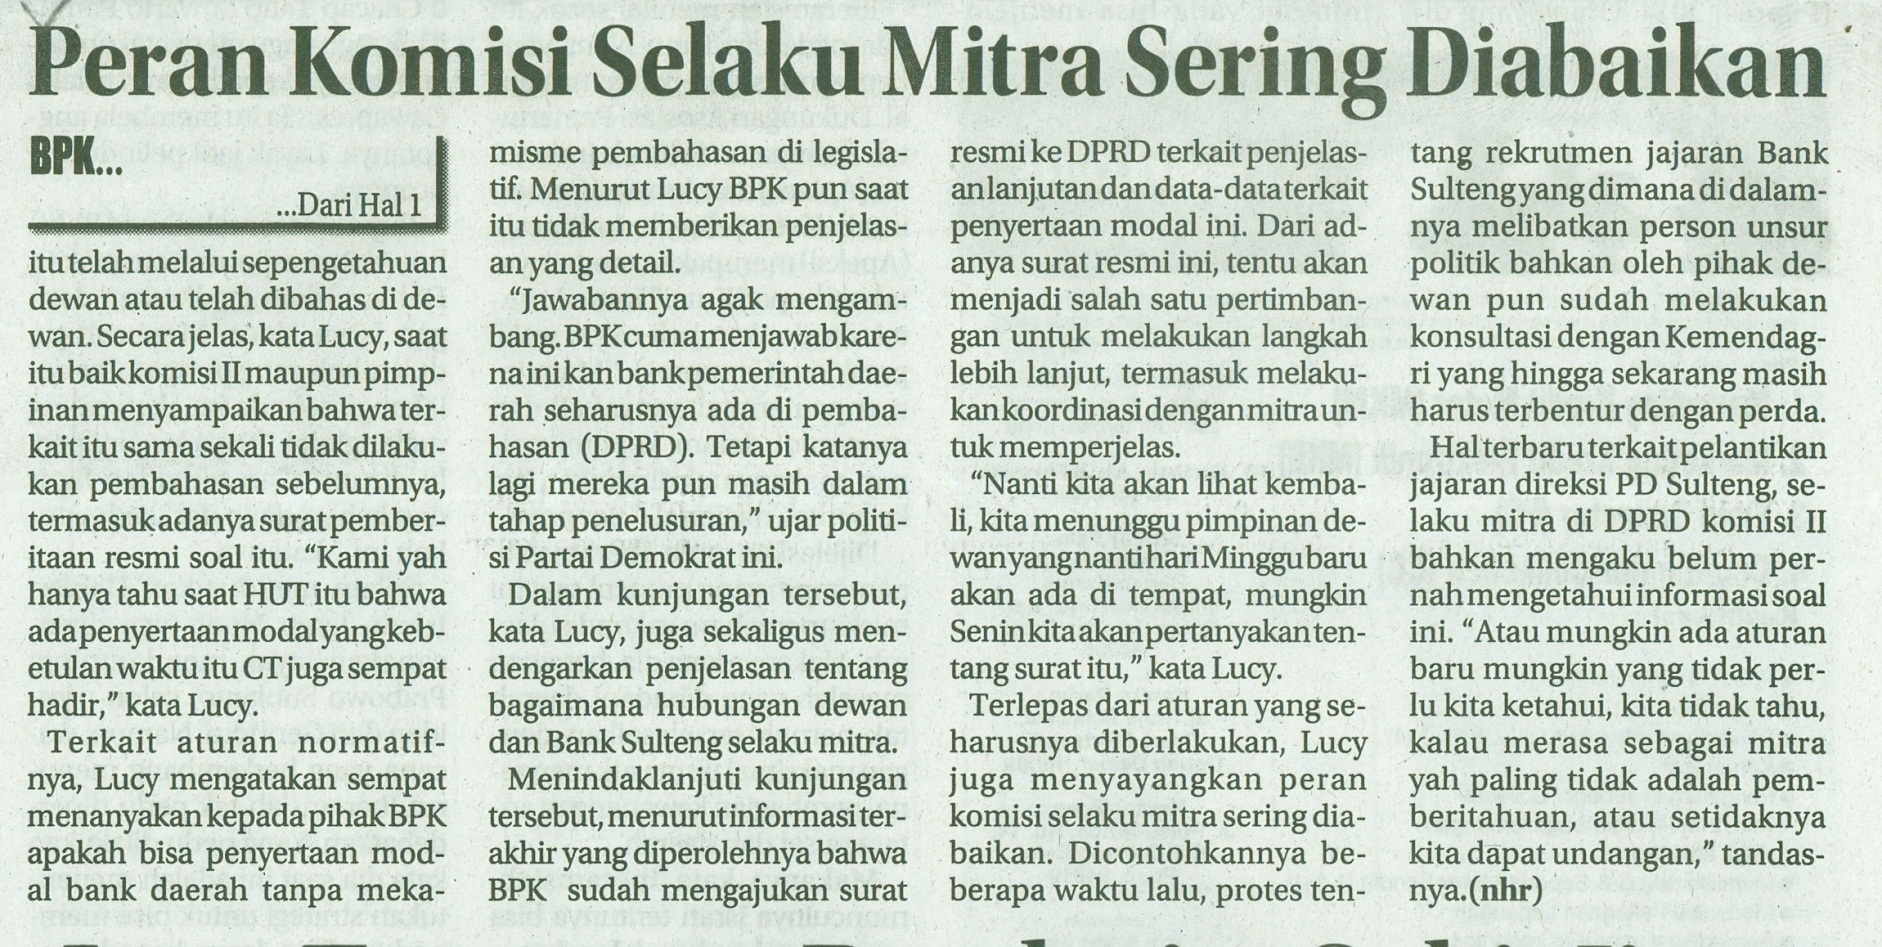 Peran Komisi Selaku Mitra Sering Diabaikan
BPK...
...Dari Hal 1
itu telah melalui sepengetahuan
dewan atau telah dibahas di de-
wan. Secara jelas, kata Lucy, saat
itu baik komisi II maupun pimp-
inan menyampaikan bahwa ter-
kait itu sama sekali tidak dilaku-
kan pembahasan sebelumnya,
termasuk adanya surat pember-
itaan resmi soal itu. “Kami yah
hanya tahu saat HUT itu bahwa
ada penyertaan modal yang keb-
etulan waktu itu CT juga sempat
hadir,” kata Lucy.
Terkait aturan normatif-
nya, Lucy mengatakan sempat
menanyakan kepada pihak BPK
apakah bisa penyertaan mod-
al bank daerah tanpa meka-
misme pembahasan di legisla-
tif. Menurut Lucy BPK pun saat
itu tidak memberikan penjelas-
an yang detail.
“Jawabannya agak mengam-
bang. BPK cuma menjawab kare-
na ini kan bank pemerintah dae-
rah seharusnya ada di pemba-
hasan (DPRD). Tetapi katanya
lagi mereka pun masih dalam
tahap penelusuran,” ujar politi-
si Partai Demokrat ini.
Dalam kunjungan tersebut,
kata Lucy, juga sekaligus men-
dengarkan penjelasan tentang
bagaimana hubungan dewan
dan Bank Sulteng selaku mitra.
Menindaklanjuti kunjungan
tersebut, menurut informasi ter-
akhir yang diperolehnya bahwa
BPK sudah mengajukan surat
resmi ke DPRD terkait penjelas-
an lanjutan dan data-data terkait
penyertaan modal ini. Dari ad-
anya surat resmi ini, tentu akan
menjadi salah satu pertimban-
gan untuk melakukan langkah
lebih lanjut, termasuk melaku-
kan koordinasi dengan mitra un-
tuk memperjelas.
“Nanti kita akan lihat kemba-
li, kita menunggu pimpinan de-
wan yang nanti hari Minggu baru
akan ada di tempat, mungkin
Senin kita akan pertanyakan ten-
tang surat itu,” kata Lucy.
Terlepas dari aturan yang se-
harusnya diberlakukan, Lucy
juga menyayangkan peran
komisi selaku mitra sering dia-
baikan. Dicontohkannya be-
berapa waktu lalu, protes ten-
tang rekrutmen jajaran Bank
Sulteng yang dimana di dalam-
nya melibatkan person unsur
politik bahkan oleh pihak de-
wan pun sudah melakukan
konsultasi dengan Kemendag-
ri yang hingga sekarang masih
harus terbentur dengan perda.
Hal terbaru terkait pelantikan
jajaran direksi PD Sulteng, se-
laku mitra di DPRD komisi II
bahkan mengaku belum per-
nah mengetahui informasi soal
ini. “Atau mungkin ada aturan
baru mungkin yang tidak per-
lu kita ketahui, kita tidak tahu,
kalau merasa sebagai mitra
yah paling tidak adalah pem-
beritahuan, atau setidaknya
kita dapat undangan,” tandas-
nya.(nhr)